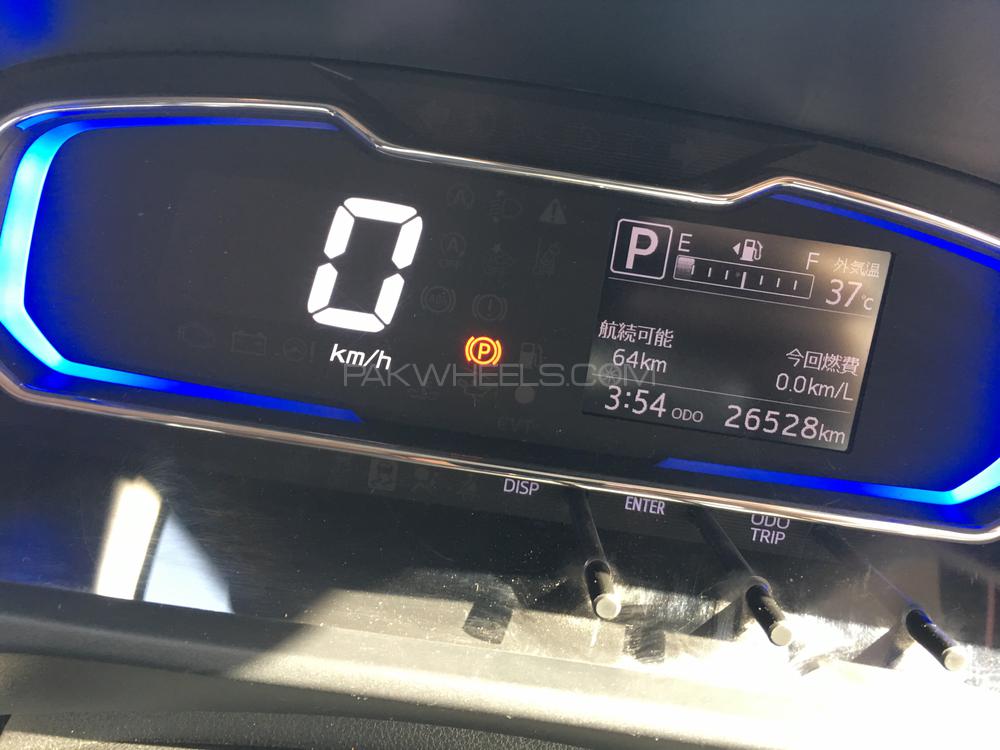 0
km/h
P
P
E
F
外気温
37℃
航続可能
64km
今回燃費
0.0km/L
3:54 ODO 26528km
PAKWHEELS.COM
DISP
ENTER
ODO
TRIP